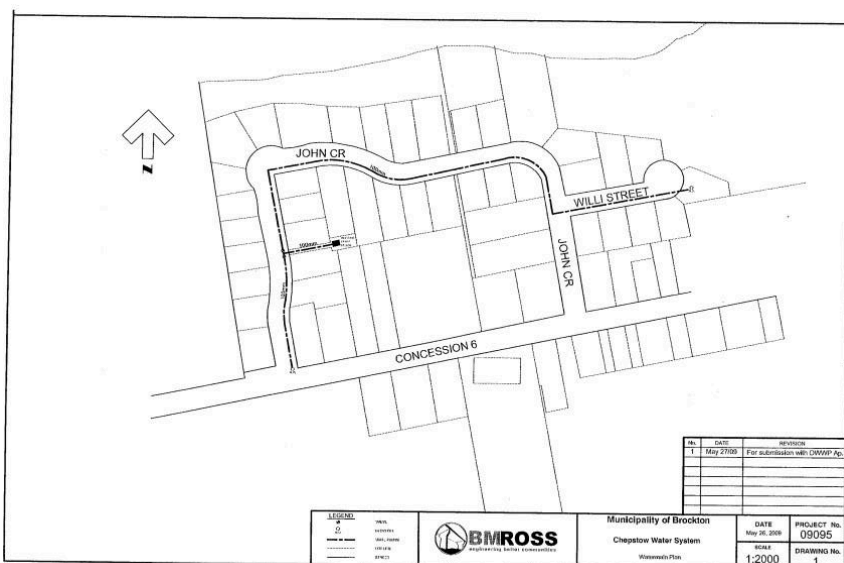 JOHN CR
WILLI STREET
JOHN CR
CONCESSION 6
N
No. DATE REVISION
1 May 27/09 For submission with DWWP Ap.
LEGEND
BMROSS
engineering better communities
Municipality of Brockton
Chepstow Water System
Watermain Plan
DATE
May 26, 2009
PROJECT No.
09095
SCALE
1:2000
DRAWING No.
1